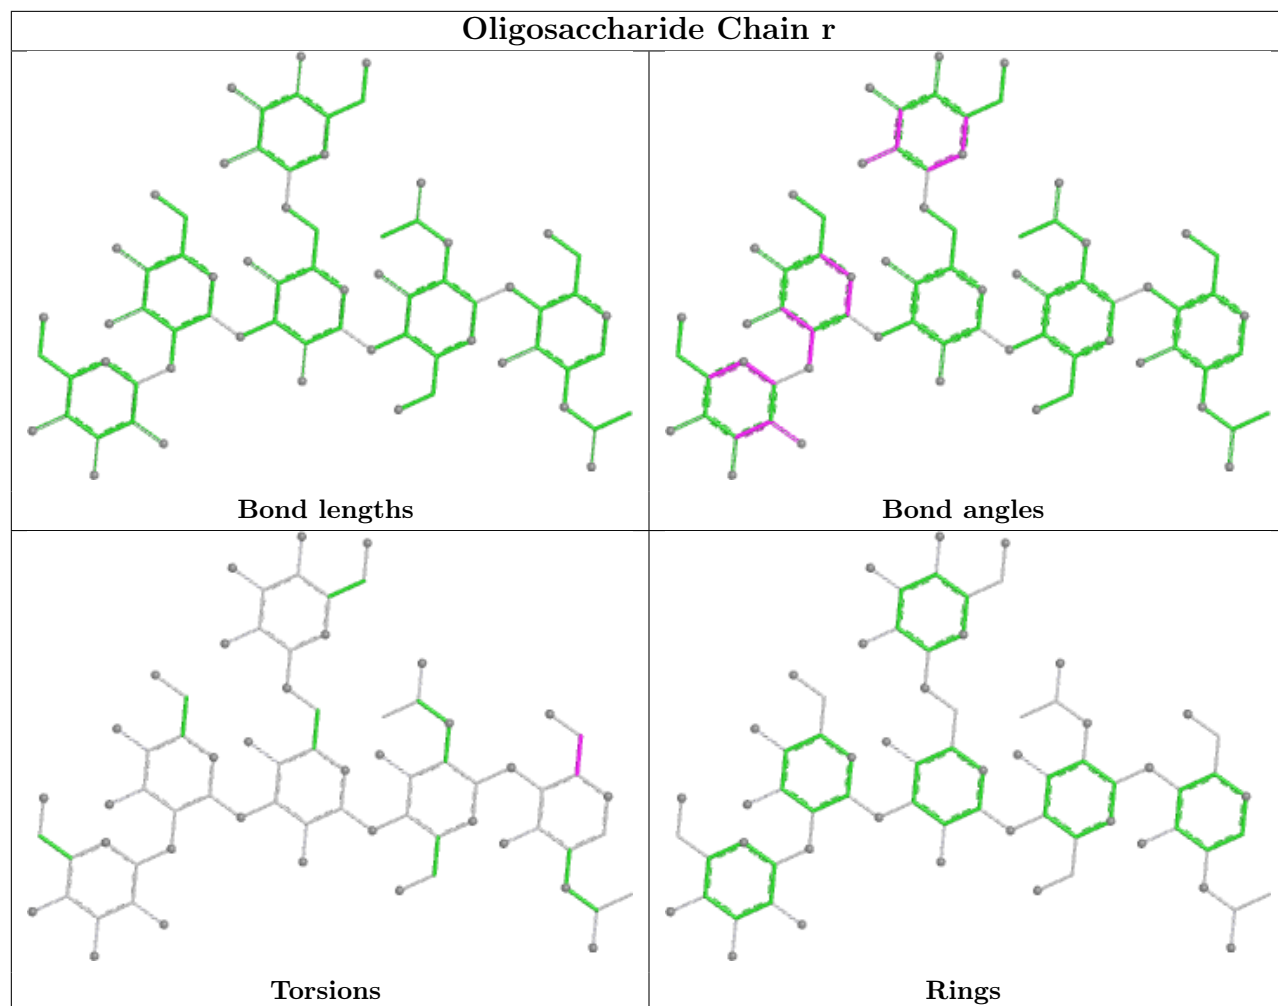 Oligosaccharide Chain r
Bond lengths
Bond angles
Torsions
Rings